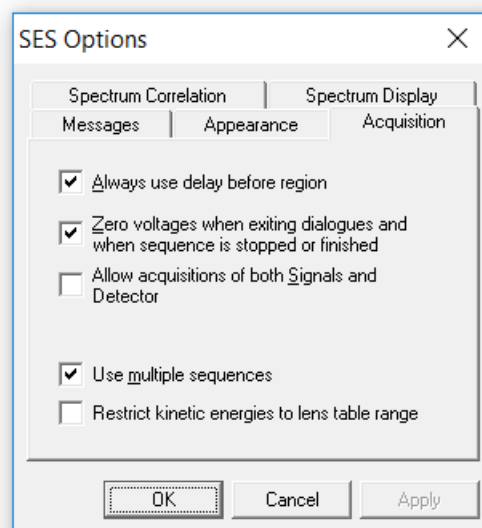 SES Options
Spectrum Correlation Spectrum Display
Messages Appearance Acquisition
Always use delay before region
Zero voltages when exiting dialogues and
when sequence is stopped or finished
Allow acquisitions of both Signals and
Detector
Use multiple sequences
Restrict kinetic energies to lens table range
OK Cancel Apply